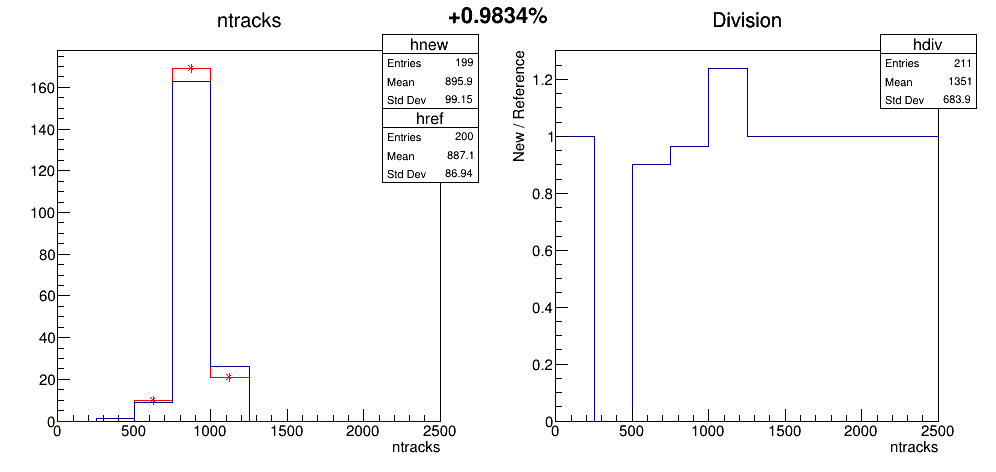 +0.9834%
ntracks
hnew
Entries 199
Mean 895.9
Std Dev 99.15
href
Entries 200
Mean 887.1
Std Dev 86.94
160
140
120
100
80
60
40
20
0
0 500 1000 1500 2000 2500
ntracks
Division
hdiv
Entries 211
Mean 1351
Std Dev 683.9
New / Reference
1.2
1
0.8
0.6
0.4
0.2
0
0 500 1000 1500 2000 2500
ntracks